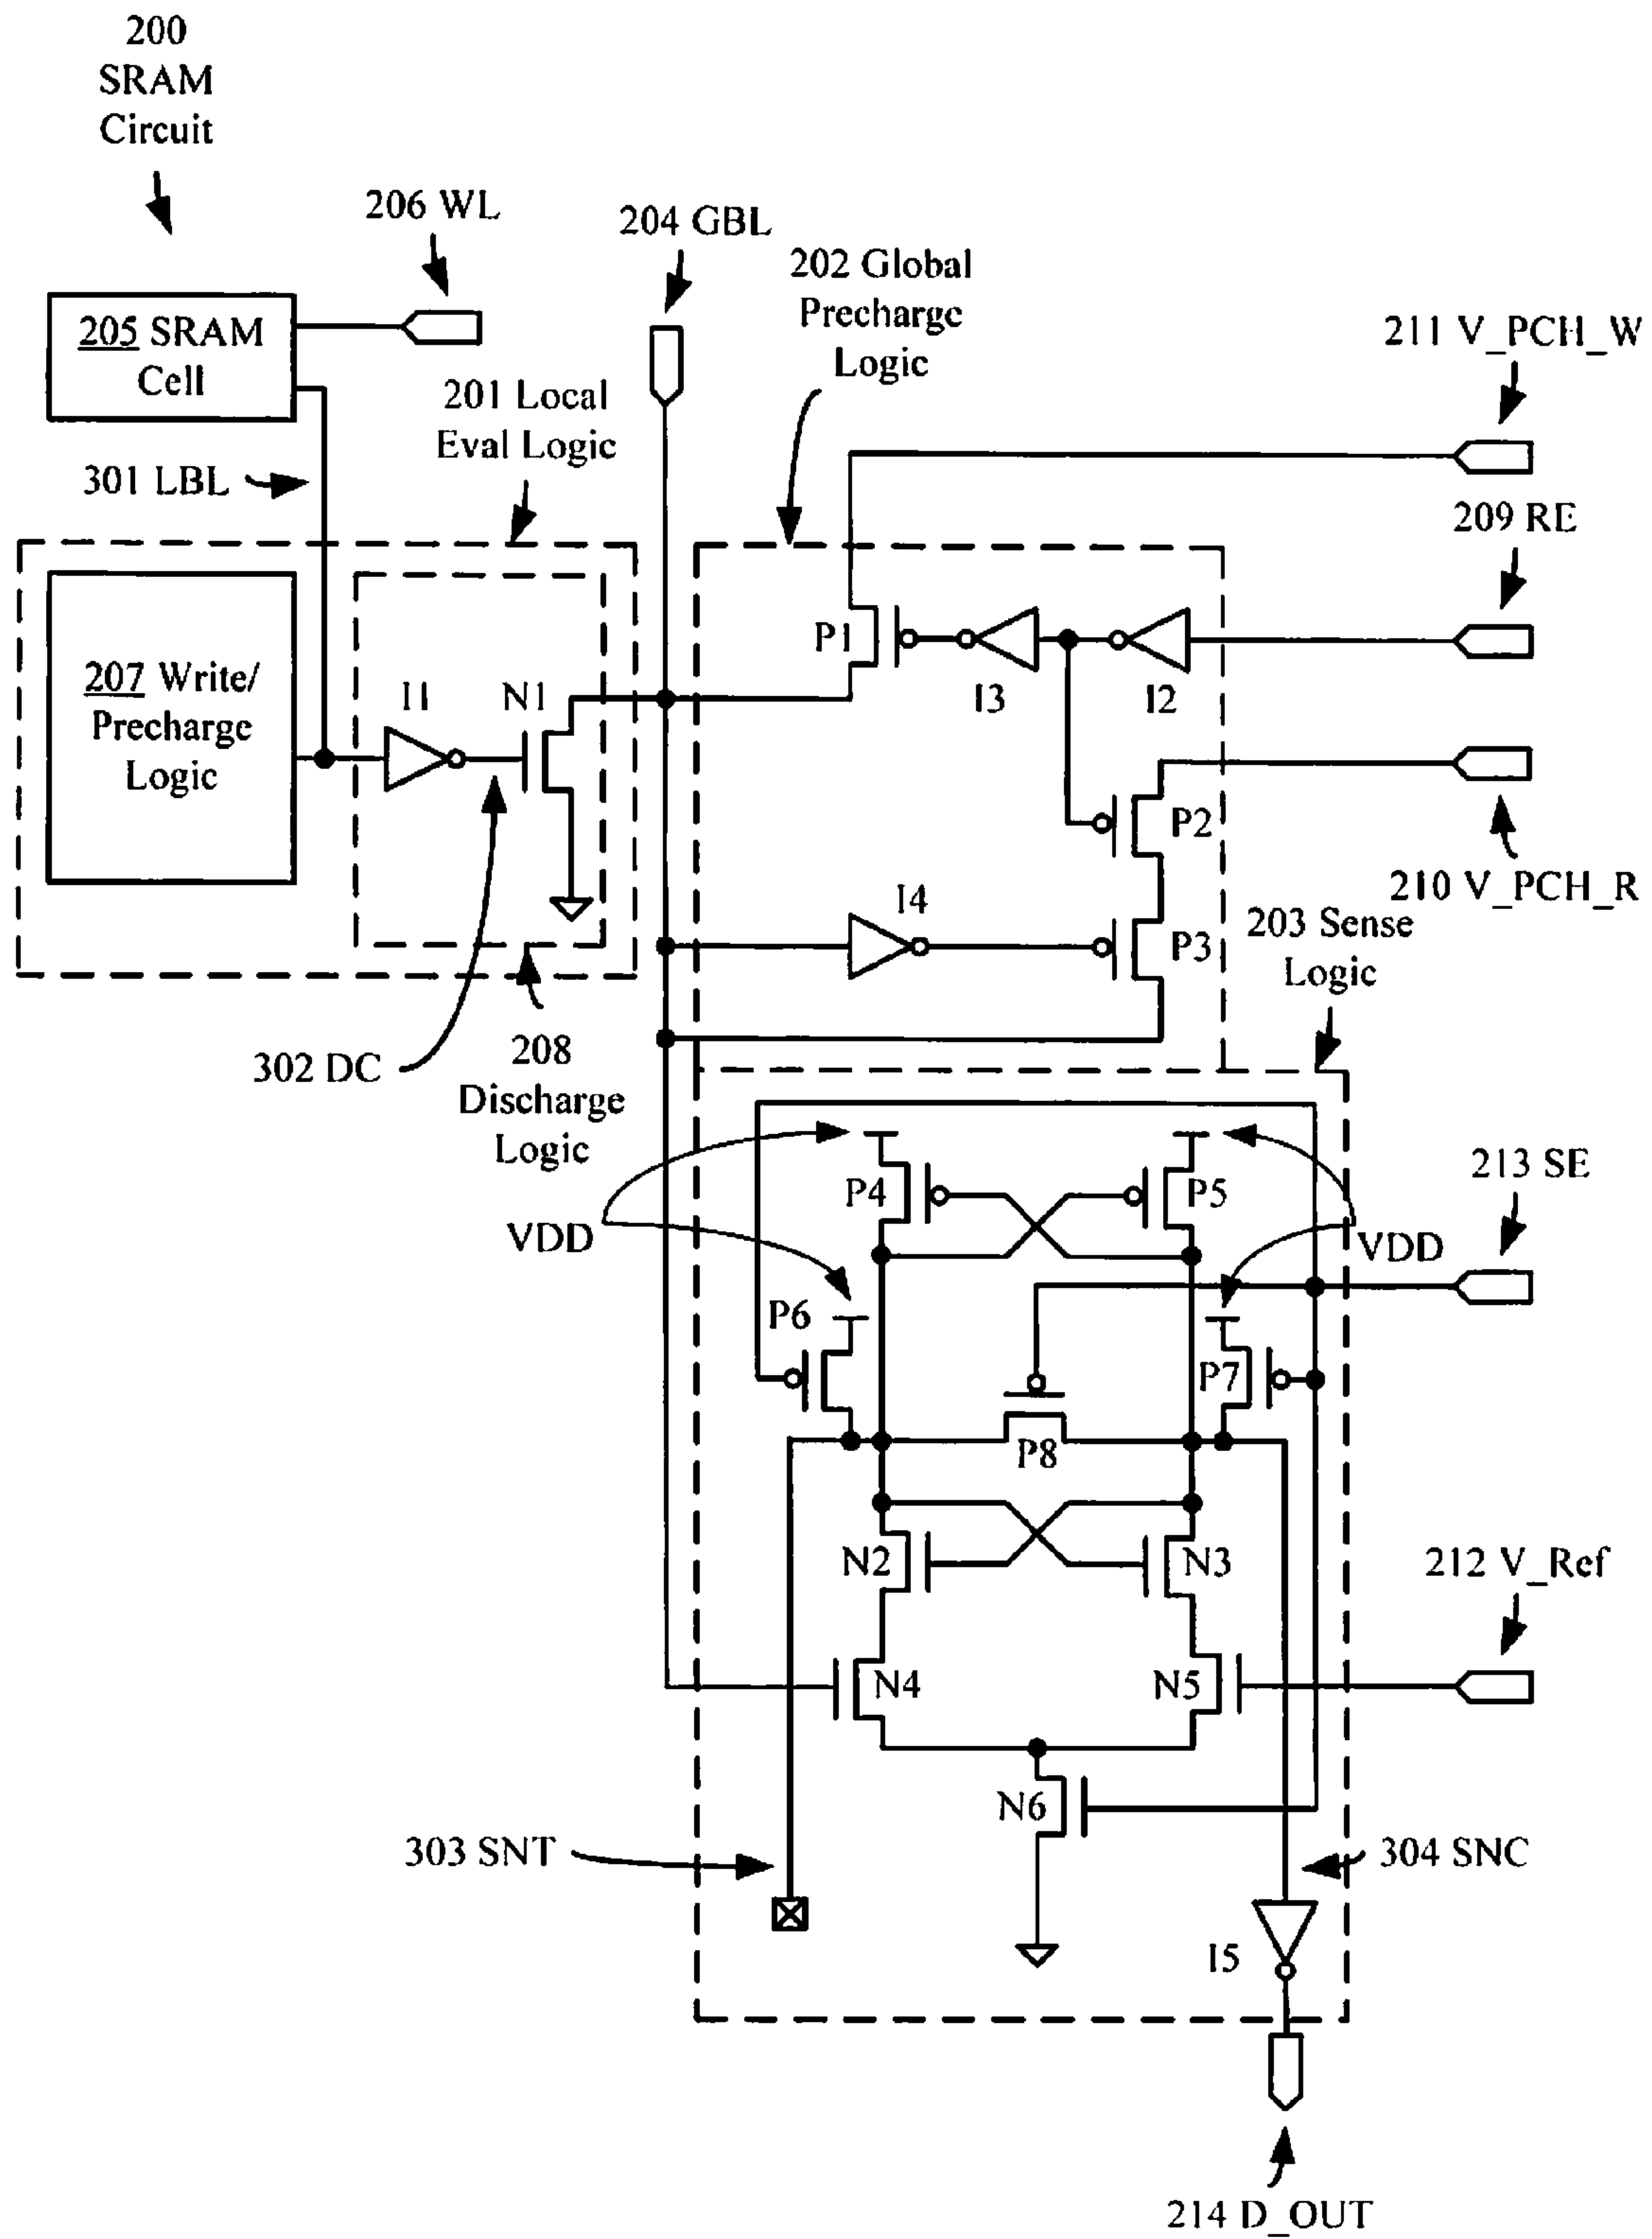 200
SRAM
Circuit
206 WL
204 GBL
202 Global
Precharge
Logic
211 V_PCH_W
205 SRAM
Cell
201 Local
Eval Logic
301 LBL
209 RE
207 Write/
Precharge
Logic
I1
N1
P1
I3
I2
P2
210 V_PCH_R
I4
P3
203 Sense
Logic
302 DC
208
Discharge
Logic
P4
P5
213 SE
VDD
VDD
P6
P7
P8
N2
N3
212 V_Ref
N4
N5
N6
303 SNT
304 SNC
I5
214 D_OUT